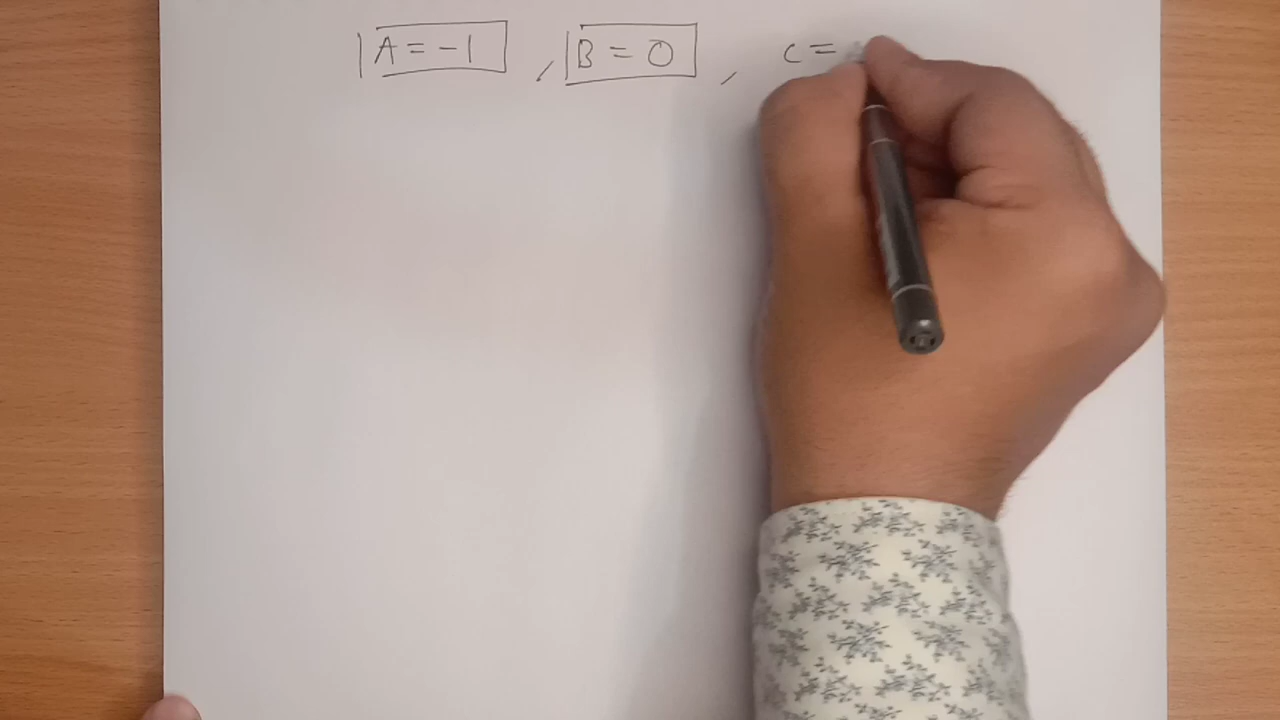 A = -1 , B = 0 , C =